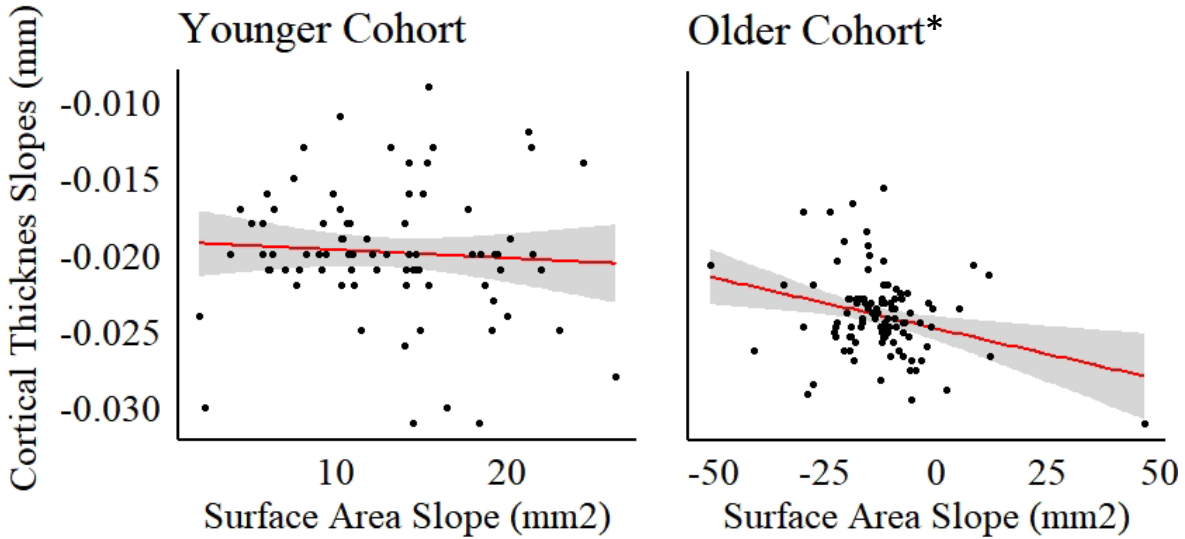 Younger Cohort
Older Cohort*
Cortical Thicknes Slopes (mm)
-0.010
-0.015
-0.020
-0.025
-0.030
10 20
-50 -25 0 25 50
Surface Area Slope (mm2)
Surface Area Slope (mm2)